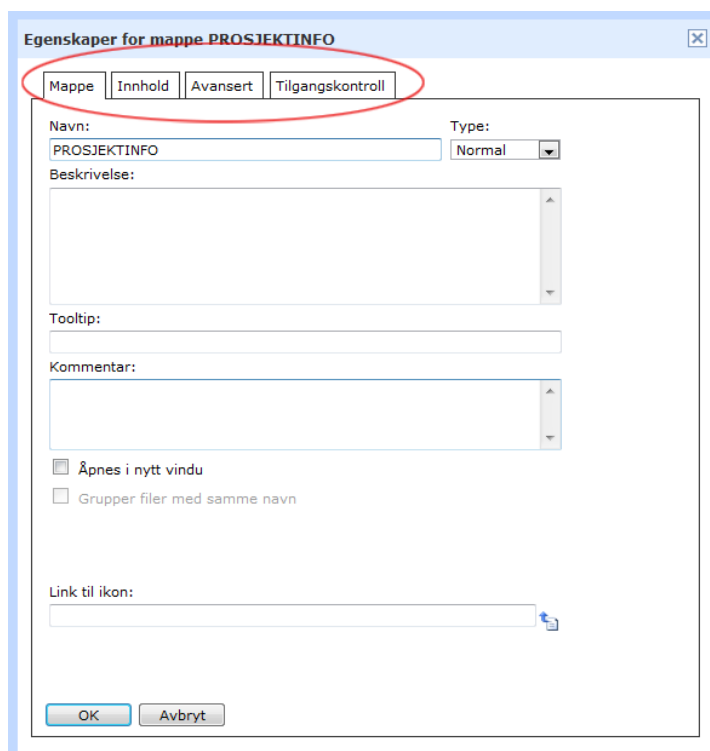 Egenskaper for mappe PROSJEKTINFO
Mappe Innhold Avansert Tilgangskontroll
Navn: Type:
PROSJEKTINFO Normal
Beskrivelse:
Tooltip:
Kommentar:
Åpnes i nytt vindu
Grupper filer med samme navn
Link til ikon:
OK Avbryt